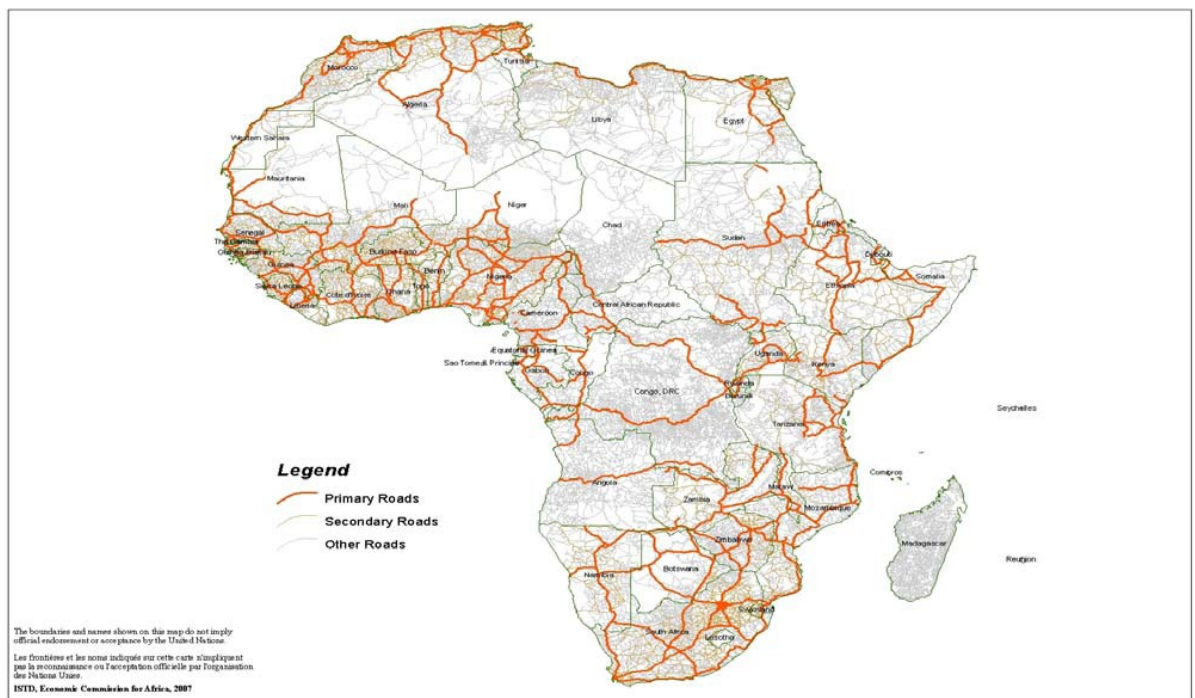 Morocco
Tunisia
Algeria
Libya
Egypt
Western Sahara
Mauritania
Mali
Niger
Chad
Sudan
Eritrea
Senegal
The Gambia
Guinea Bissau
Guinea
Sierra Leone
Liberia
Cote d'Ivoire
Burkina Faso
Ghana
Togo
Benin
Nigeria
Djibouti
Somalia
Ethiopia
Cameroon
Central African Republic
Equatorial Guinea
Sao Tome& Principe
Gabon
Congo
Congo, DRC
Uganda
Kenya
Rwanda
Burundi
Tanzania
Seychelles
Comoros
Angola
Zambia
Malawi
Mozambique
Zimbabwe
Madagascar
Reunion
Namibia
Botswana
Swaziland
South Africa
Lesotho
Legend
Primary Roads
Secondary Roads
Other Roads
The boundaries and names shown on this map do not imply
official endorsement or acceptance by the United Nations.
Les frontières et les noms indiqués sur cette carte n'impliquent
pas la reconnaissance ou l'acceptation officielle par l'organisation
des Nations Unies.
ISTD, Economic Commission for Africa, 2007